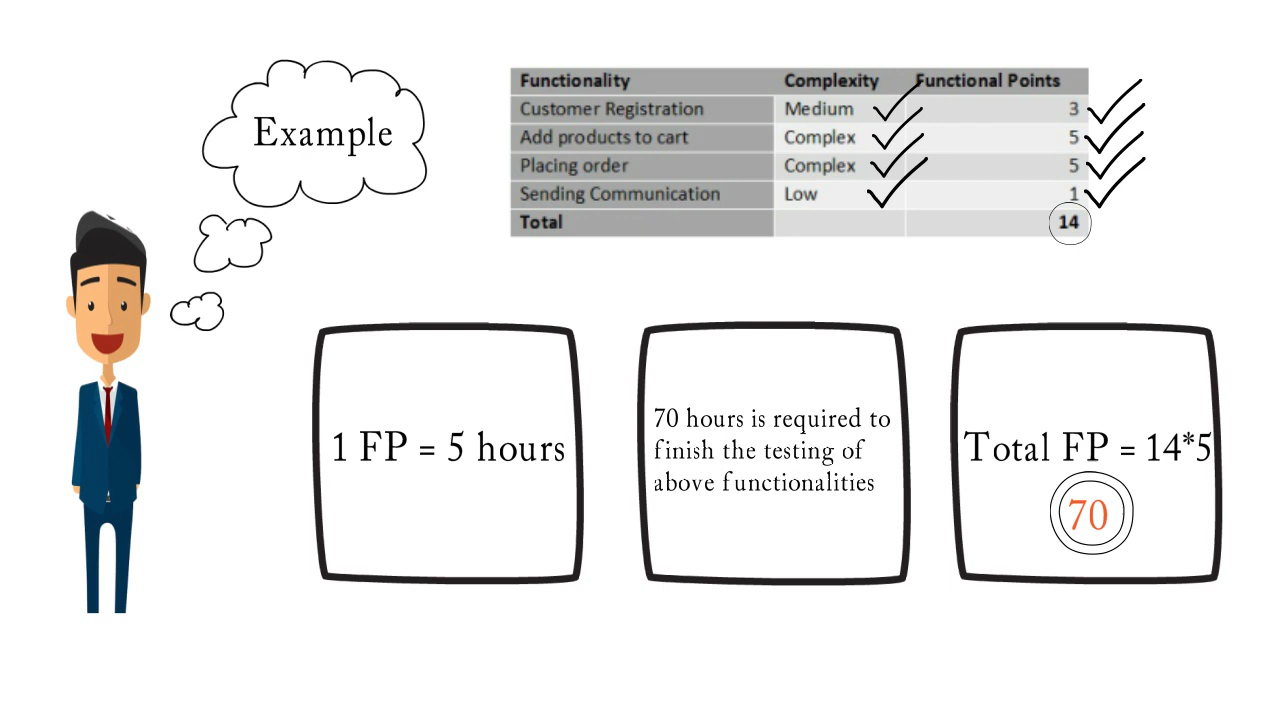 Example
Functionality Complexity Functional Points
Customer Registration Medium 3
Add products to cart Complex 5
Placing order Complex 5
Sending Communication Low 1
Total 14
1 FP = 5 hours
70 hours is required to
finish the testing of
above functionalities
Total FP = 14*5
70